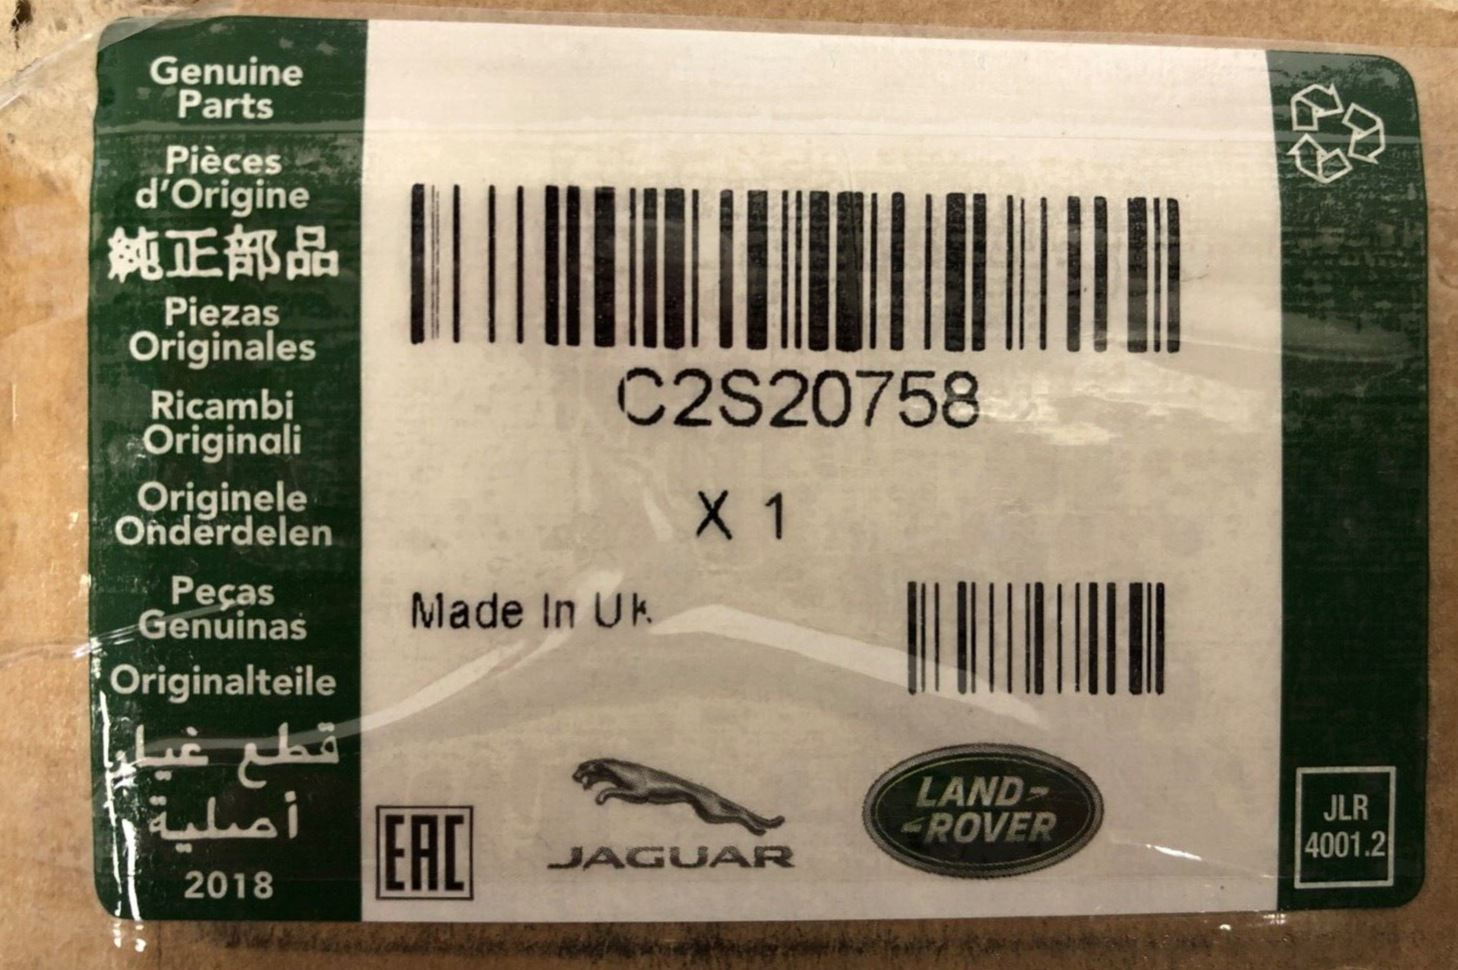 Genuine
Parts
Pièces
d'Origine
純正部品
Piezas
Originales
Ricambi
Originali
Originele
Onderdelen
Peças
Genuínas
Originalteile
قطع غيار
أصلية
2018
C2S20758
X 1
Made In UK
EAC
JAGUAR
LAND-
-ROVER
JLR
4001.2